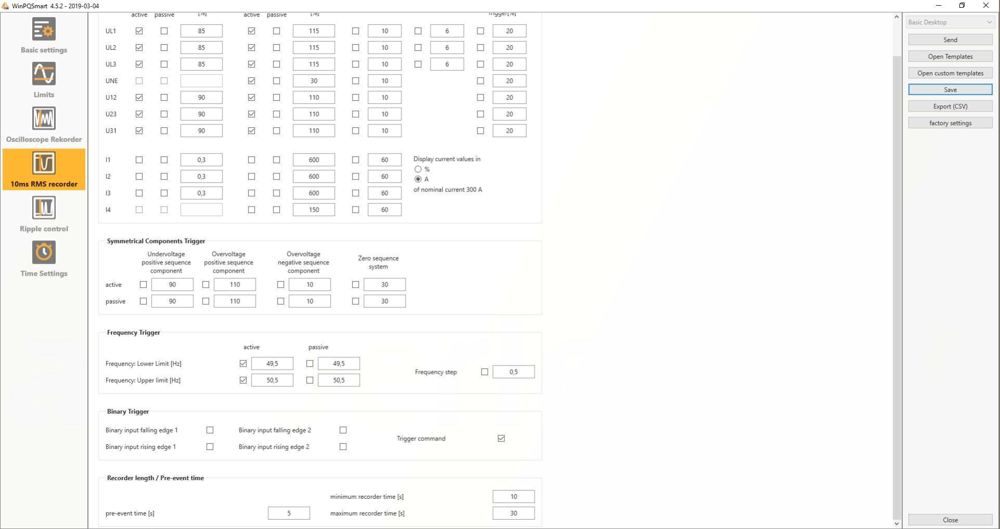 WinPQSmart 4.5.2 - 2019-03-04
Basic settings
Limits
Oscilloscope Rekorder
10ms RMS recorder
Ripple control
Time Settings
active passive [%] active passive [%] Trigger[%]
UL1 85 115 10 6 20
UL2 85 115 10 6 20
UL3 85 115 10 6 20
UNE 30 10 20
U12 90 110 10 20
U23 90 110 10 20
U31 90 110 10 20
I1 0,3 600 60
I2 0,3 600 60
I3 0,3 600 60
I4 150 60
Display current values in
%
A
of nominal current 300 A
Symmetrical Components Trigger
Undervoltage
positive sequence
component
Overvoltage
positive sequence
component
Overvoltage
negative sequence
component
Zero sequence
system
active 90 110 10 30
passive 90 110 10 30
Frequency Trigger
active passive
Frequency: Lower Limit [Hz] 49,5 49,5
Frequency: Upper limit [Hz] 50,5 50,5
Frequency step 0,5
Binary Trigger
Binary input falling edge 1 Binary input falling edge 2
Binary input rising edge 1 Binary input rising edge 2
Trigger command
Recorder length / Pre-event time
minimum recorder time [s] 10
pre-event time [s] 5 maximum recorder time [s] 30
Basic Desktop
Send
Open Templates
Open custom templates
Save
Export (CSV)
factory settings
Close